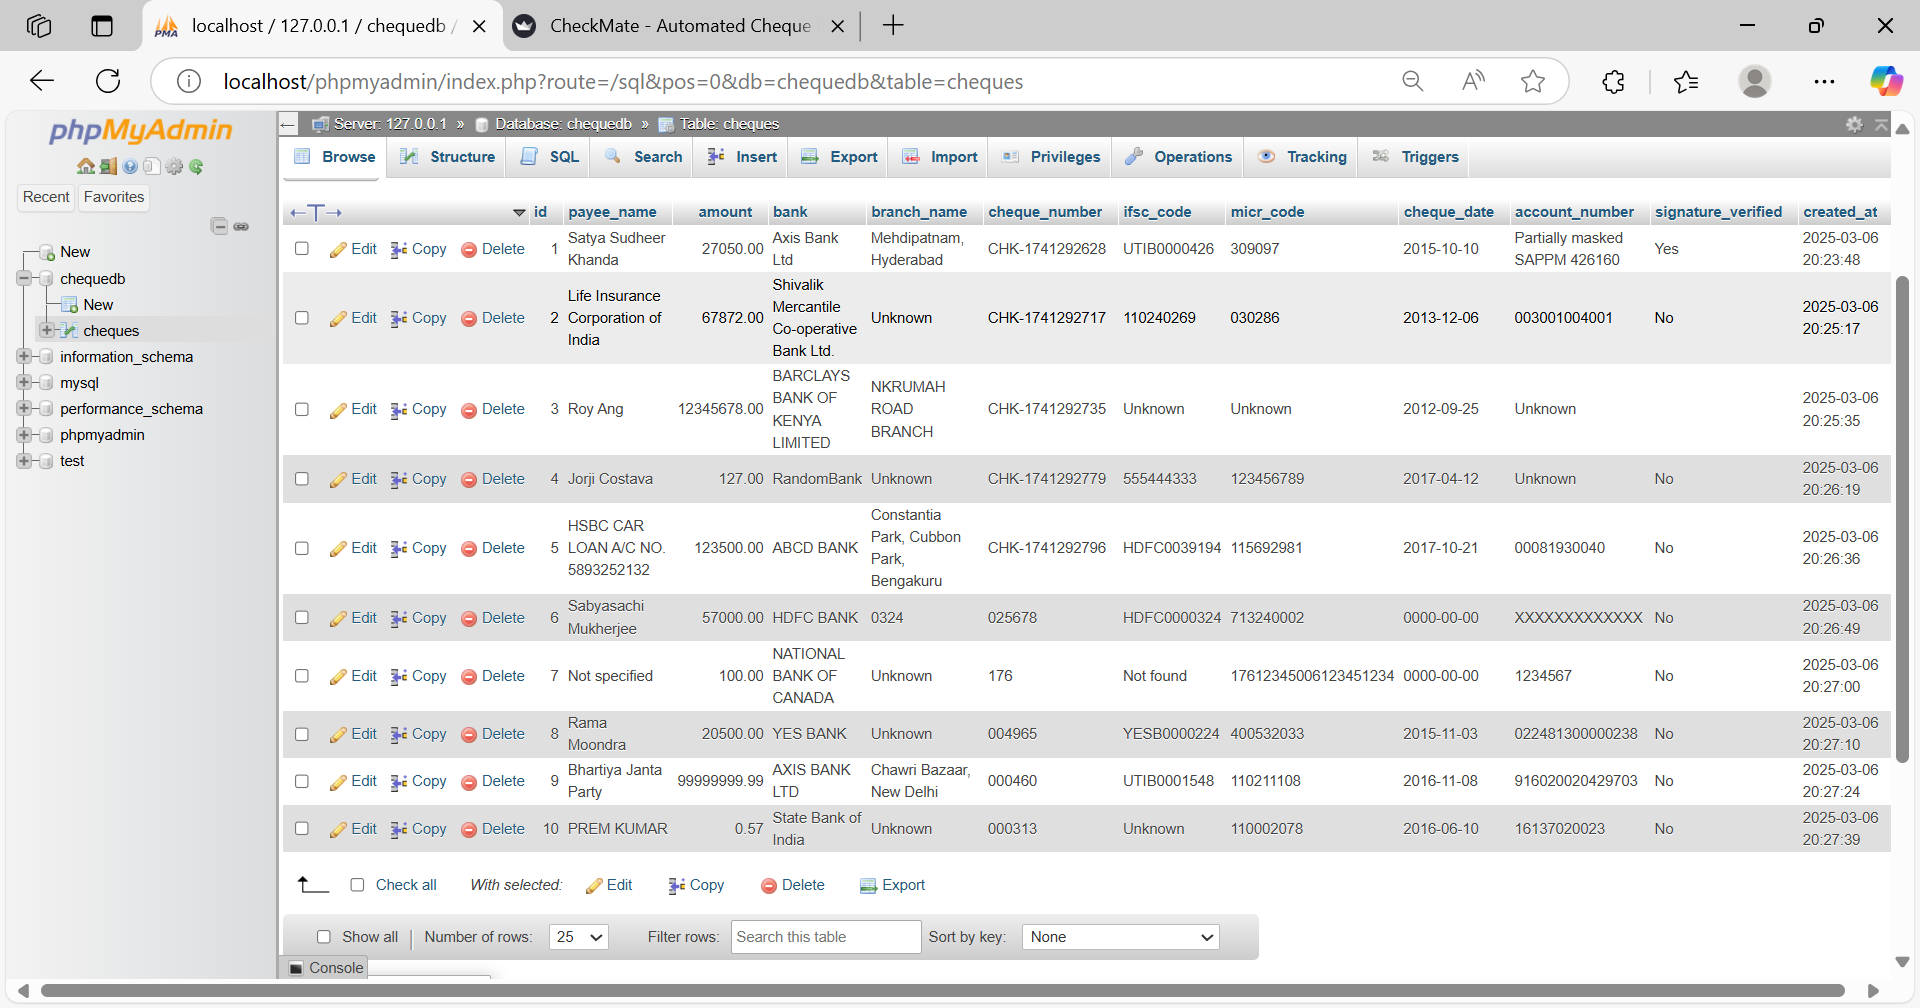 localhost / 127.0.0.1 / chequedb /
CheckMate - Automated Cheque
localhost/phpmyadmin/index.php?route=/sql&pos=0&db=chequedb&table=cheques
phpMyAdmin
Recent Favorites
New
chequedb
New
cheques
information_schema
mysql
performance_schema
phpmyadmin
test
Server: 127.0.0.1 » Database: chequedb » Table: cheques
Browse Structure SQL Search Insert Export Import Privileges Operations Tracking Triggers
id payee_name amount bank branch_name cheque_number ifsc_code micr_code cheque_date account_number signature_verified created_at
Edit Copy Delete 1 Satya Sudheer Khanda 27050.00 Axis Bank Ltd Mehdipatnam, Hyderabad CHK-1741292628 UTIB0000426 309097 2015-10-10 Partially masked SAPPM 426160 Yes 2025-03-06 20:23:48
Edit Copy Delete 2 Life Insurance Corporation of India 67872.00 Shivalik Mercantile Co-operative Bank Ltd. Unknown CHK-1741292717 110240269 030286 2013-12-06 003001004001 No 2025-03-06 20:25:17
Edit Copy Delete 3 Roy Ang 12345678.00 BARCLAYS BANK OF KENYA LIMITED NKRUMAH ROAD BRANCH CHK-1741292735 Unknown Unknown 2012-09-25 Unknown 2025-03-06 20:25:35
Edit Copy Delete 4 Jorji Costava 127.00 RandomBank Unknown CHK-1741292779 555444333 123456789 2017-04-12 Unknown No 2025-03-06 20:26:19
Edit Copy Delete 5 HSBC CAR LOAN A/C NO. 5893252132 123500.00 ABCD BANK Constantia Park, Cubbon Park, Bengakuru CHK-1741292796 HDFC0039194 115692981 2017-10-21 00081930040 No 2025-03-06 20:26:36
Edit Copy Delete 6 Sabyasachi Mukherjee 57000.00 HDFC BANK 0324 025678 HDFC0000324 713240002 0000-00-00 XXXXXXXXXXXXX No 2025-03-06 20:26:49
Edit Copy Delete 7 Not specified 100.00 NATIONAL BANK OF CANADA Unknown 176 Not found 17612345006123451234 0000-00-00 1234567 No 2025-03-06 20:27:00
Edit Copy Delete 8 Rama Moondra 20500.00 YES BANK Unknown 004965 YESB0000224 400532033 2015-11-03 022481300000238 No 2025-03-06 20:27:10
Edit Copy Delete 9 Bhartiya Janta Party 99999999.99 AXIS BANK LTD Chawri Bazaar, New Delhi 000460 UTIB0001548 110211108 2016-11-08 916020020429703 No 2025-03-06 20:27:24
Edit Copy Delete 10 PREM KUMAR 0.57 State Bank of India Unknown 000313 Unknown 110002078 2016-06-10 16137020023 No 2025-03-06 20:27:39
Check all With selected: Edit Copy Delete Export
Show all Number of rows: 25 Filter rows: Search this table Sort by key: None
Console